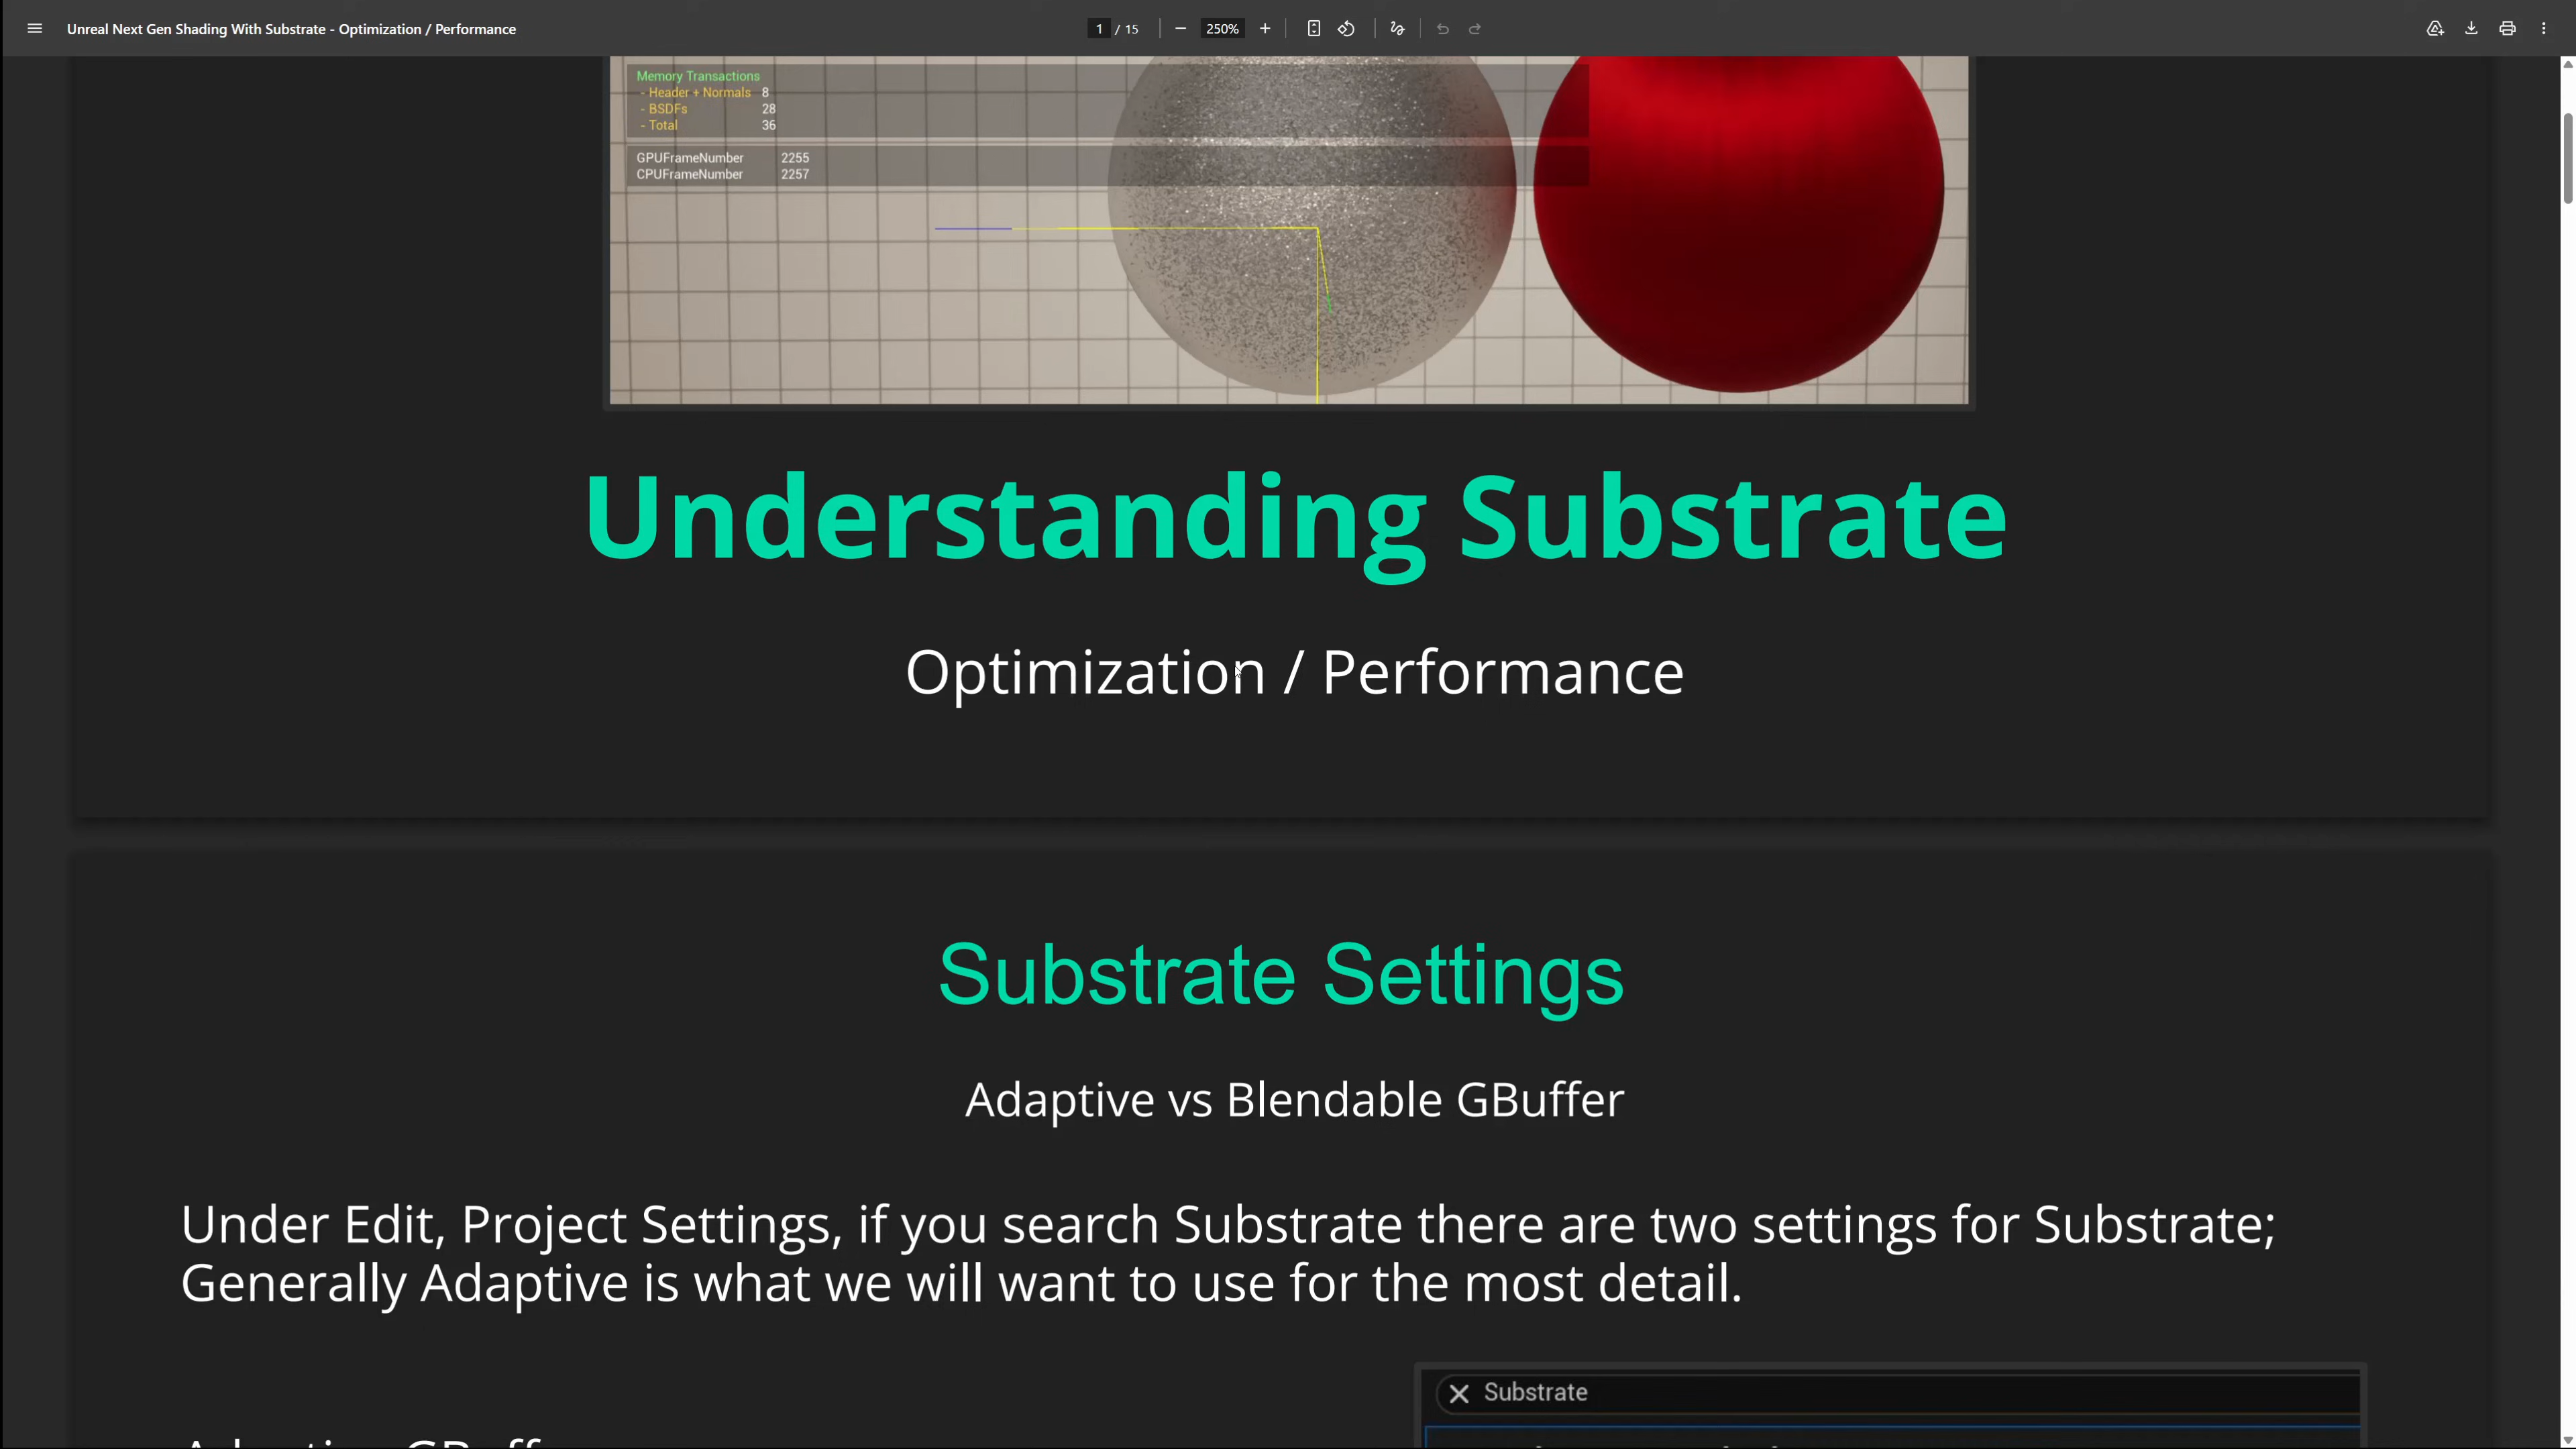 Unreal Next Gen Shading With Substrate - Optimization / Performance
1 / 15
250%
Memory Transactions
- Header + Normals 8
- BSDFs 28
- Total 36
GPUFrameNumber 2255
CPUFrameNumber 2257
Understanding Substrate
Optimization / Performance
Substrate Settings
Adaptive vs Blendable GBuffer
Under Edit, Project Settings, if you search Substrate there are two settings for Substrate;
Generally Adaptive is what we will want to use for the most detail.
Substrate